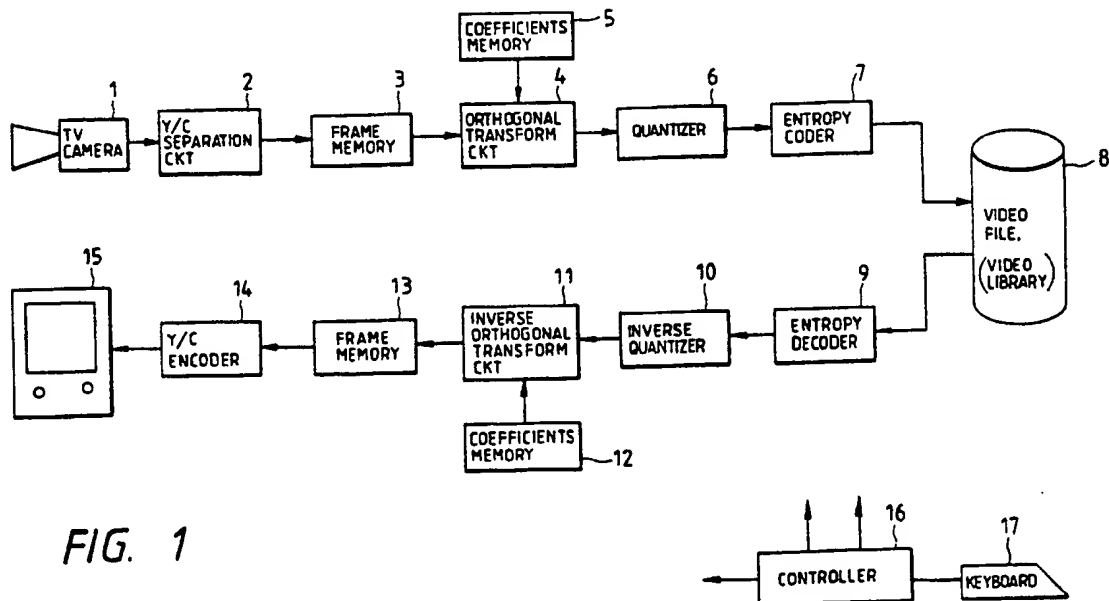 5
COEFFICIENTS
MEMORY
1
2
3
4
6
7
TV
CAMERA
Y/C
SEPARATION
CKT
FRAME
MEMORY
ORTHOGONAL
TRANSFORM
CKT
QUANTIZER
ENTROPY
CODER
8
VIDEO
FILE.
(VIDEO
LIBRARY)
15
14
13
11
10
9
Y/C
ENCODER
FRAME
MEMORY
INVERSE
ORTHOGONAL
TRANSFORM
CKT
INVERSE
QUANTIZER
ENTROPY
DECODER
COEFFICIENTS
MEMORY
12
FIG. 1
16
17
CONTROLLER
KEYBOARD